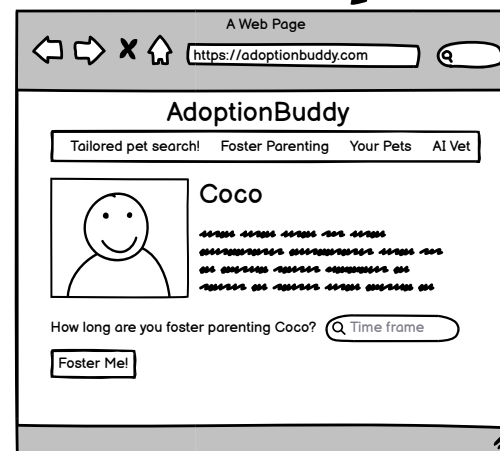 A Web Page
https://adoptionbuddy.com
AdoptionBuddy
Tailored pet search! Foster Parenting Your Pets AI Vet
Coco
How long are you foster parenting Coco? Time frame
Foster Me!